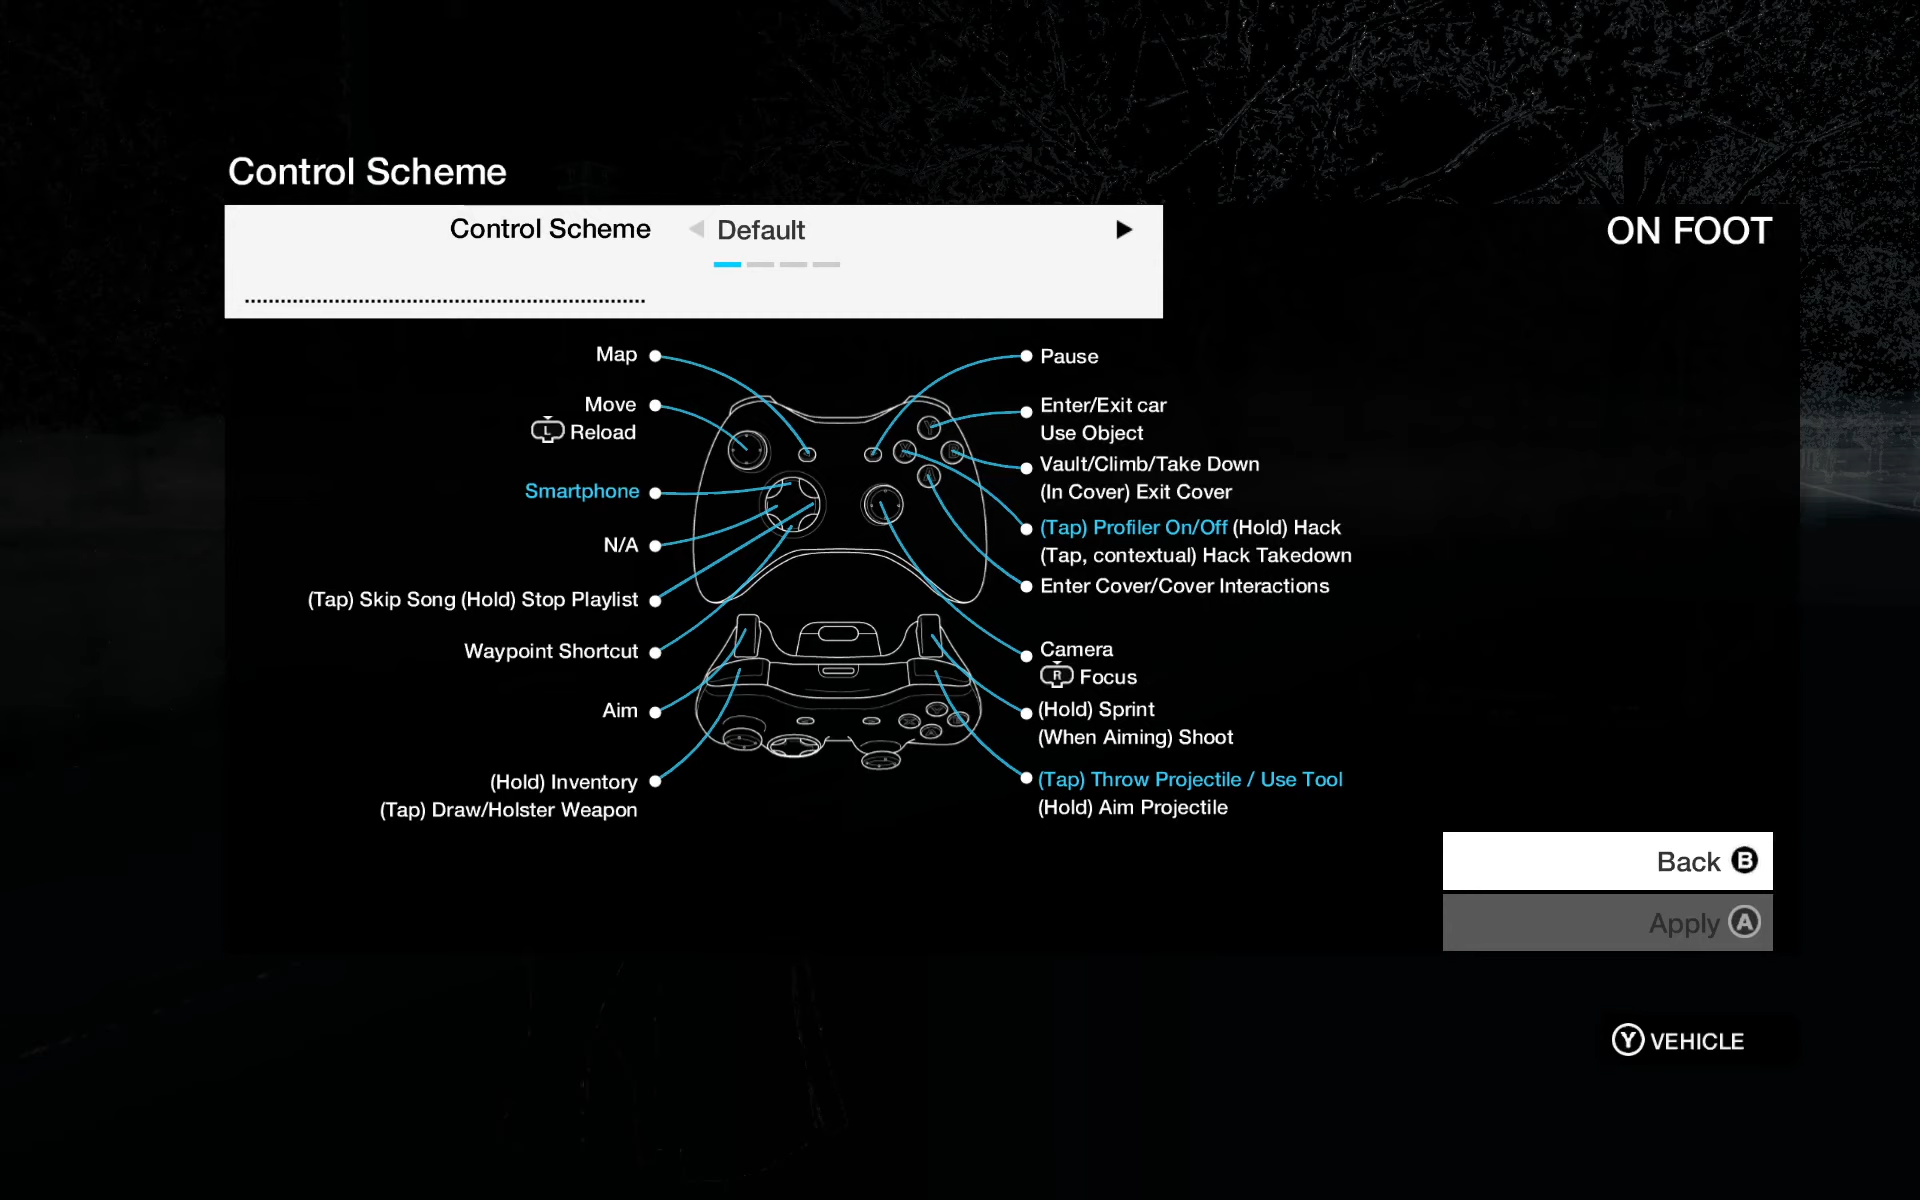 Control Scheme
Control Scheme
Default
ON FOOT
Map
Move
L Reload
Smartphone
N/A
(Tap) Skip Song (Hold) Stop Playlist
Waypoint Shortcut
Aim
(Hold) Inventory
(Tap) Draw/Holster Weapon
Pause
Enter/Exit car
Use Object
Vault/Climb/Take Down
(In Cover) Exit Cover
(Tap) Profiler On/Off (Hold) Hack
(Tap, contextual) Hack Takedown
Enter Cover/Cover Interactions
Camera
R Focus
(Hold) Sprint
(When Aiming) Shoot
(Tap) Throw Projectile / Use Tool
(Hold) Aim Projectile
Y
X
B
A
Back B
Apply A
Y VEHICLE